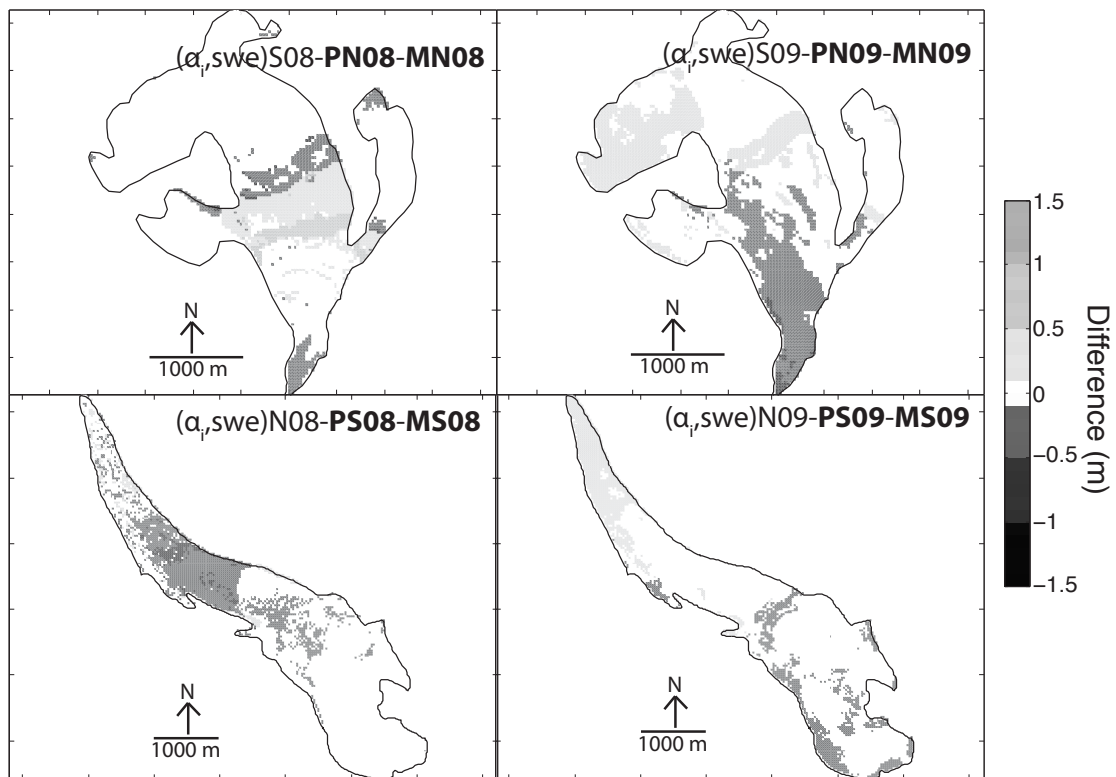 (αi,swe)S08-PN08-MN08
(αi,swe)S09-PN09-MN09
N
1000 m
N
1000 m
(αi,swe)N08-PS08-MS08
(αi,swe)N09-PS09-MS09
N
1000 m
N
1000 m
1.5
1
0.5
0
−0.5
−1
−1.5
Difference (m)